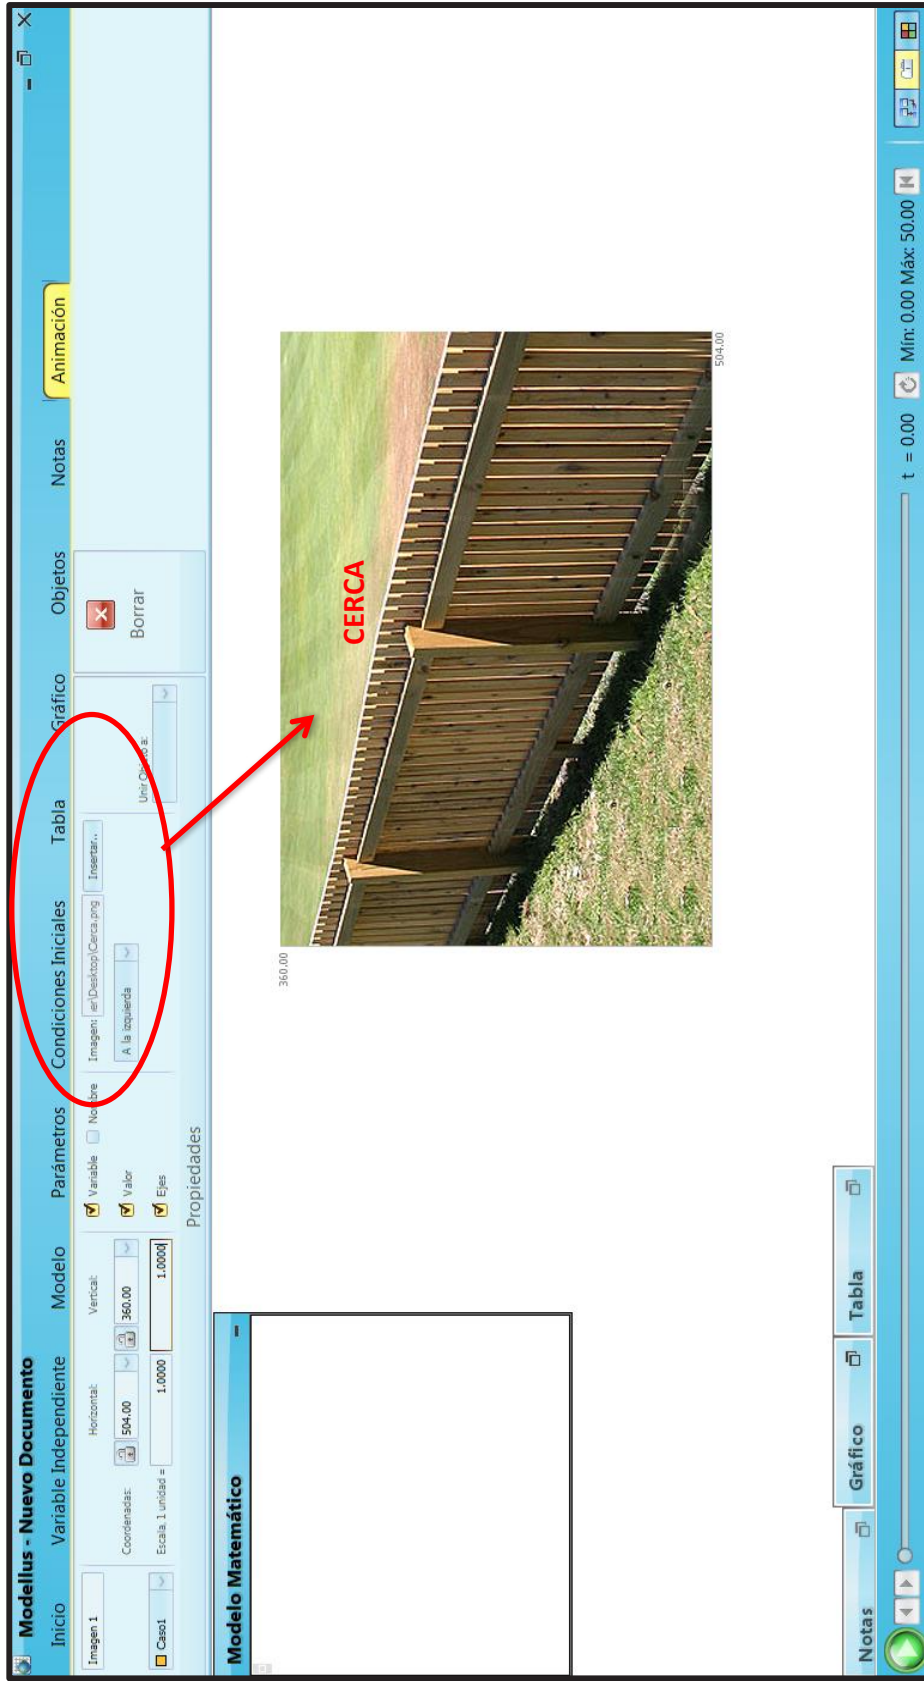 Modellus - Nuevo Documento
Inicio Variable Independiente Modelo Parámetros Condiciones Iniciales Tabla Gráfico Objetos Notas Animación
Imagen 1 Horizontal: Vertical: Variable Nombre Imagen: er\Desktop\Cerca.png Insertar..
Coordenadas: 504.00 360.00 Valor A la izquierda Unir Objeto a: Borrar
Caso1 Escala, 1 unidad = 1.0000 1.0000 Ejes
Propiedades
Modelo Matemático
360.00
CERCA
504.00
Notas Gráfico Tabla
t = 0.00 Mín: 0.00 Máx: 50.00